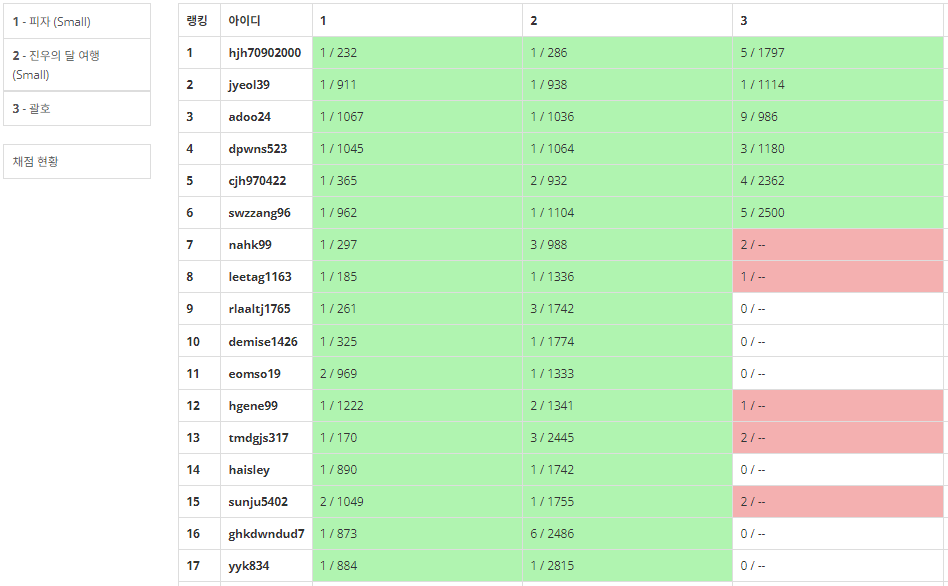 1 - 피자 (Small)
2 - 진우의 달 여행
(Small)
3 - 괄호
채점 현황
랭킹 아이디 1 2 3
1 hjh70902000 1 / 232 1 / 286 5 / 1797
2 jyeol39 1 / 911 1 / 938 1 / 1114
3 adoo24 1 / 1067 1 / 1036 9 / 986
4 dpwns523 1 / 1045 1 / 1064 3 / 1180
5 cjh970422 1 / 365 2 / 932 4 / 2362
6 swzzang96 1 / 962 1 / 1104 5 / 2500
7 nahk99 1 / 297 3 / 988 2 / --
8 leetag1163 1 / 185 1 / 1336 1 / --
9 rlaaltj1765 1 / 261 3 / 1742 0 / --
10 demise1426 1 / 325 1 / 1774 0 / --
11 eomso19 2 / 969 1 / 1333 0 / --
12 hgene99 1 / 1222 2 / 1341 1 / --
13 tmdgjs317 1 / 170 3 / 2445 2 / --
14 haisley 1 / 890 1 / 1742 0 / --
15 sunju5402 2 / 1049 1 / 1755 2 / --
16 ghkdwndud7 1 / 873 6 / 2486 0 / --
17 yyk834 1 / 884 1 / 2815 0 / --